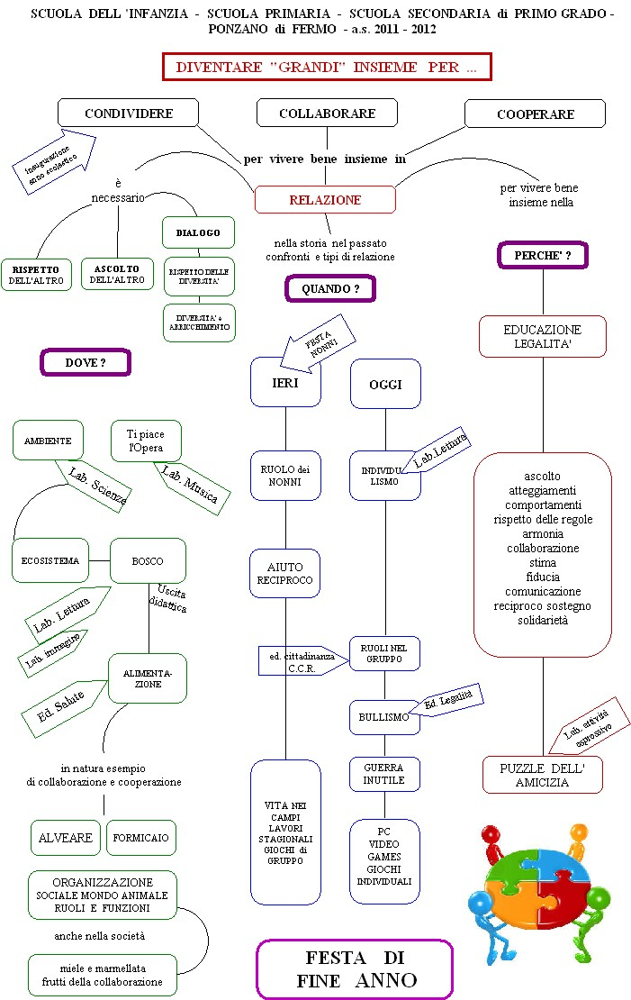 SCUOLA DELL 'INFANZIA - SCUOLA PRIMARIA - SCUOLA SECONDARIA di PRIMO GRADO -
PONZANO di FERMO - a.s. 2011 - 2012
DIVENTARE "GRANDI" INSIEME PER ...
CONDIVIDERE
COLLABORARE
COOPERARE
inaugurazione
anno scolastico
per vivere bene insieme in
è
necessario
RELAZIONE
per vivere bene
insieme nella
DIALOGO
nella storia nel passato
confronti e tipi di relazione
RISPETTO
DELL'ALTRO
ASCOLTO
DELL'ALTRO
RISPETTO DELLE
DIVERSITA'
DIVERSITA' è
ARRICCHIMENTO
QUANDO ?
PERCHE' ?
DOVE ?
FESTA
NONNI
EDUCAZIONE
LEGALITA'
IERI
OGGI
AMBIENTE
Ti piace
l'Opera
Lab. Scienze
Lab. Musica
RUOLO dei
NONNI
INDIVIDU
LISMO
Lab.Lettura
ascolto
atteggiamenti
comportamenti
rispetto delle regole
armonia
collaborazione
stima
fiducia
comunicazione
reciproco sostegno
solidarietà
ECOSISTEMA
BOSCO
AIUTO
RECIPROCO
Uscita
didattica
Lab. Lettura
Lab. immagine
Ed. Salute
ALIMENTA-
ZIONE
ed. cittadinanza
C.C.R.
RUOLI NEL
GRUPPO
BULLISMO
Ed. Legalità
Lab. attività
espressivo
in natura esempio
di collaborazione e cooperazione
GUERRA
INUTILE
PUZZLE DELL'
AMICIZIA
VITA NEI
CAMPI
LAVORI
STAGIONALI
GIOCHI di
GRUPPO
PC
VIDEO
GAMES
GIOCHI
INDIVIDUALI
ALVEARE
FORMICAIO
ORGANIZZAZIONE
SOCIALE MONDO ANIMALE
RUOLI E FUNZIONI
anche nella società
miele e marmellata
frutti della collaborazione
FESTA DI
FINE ANNO